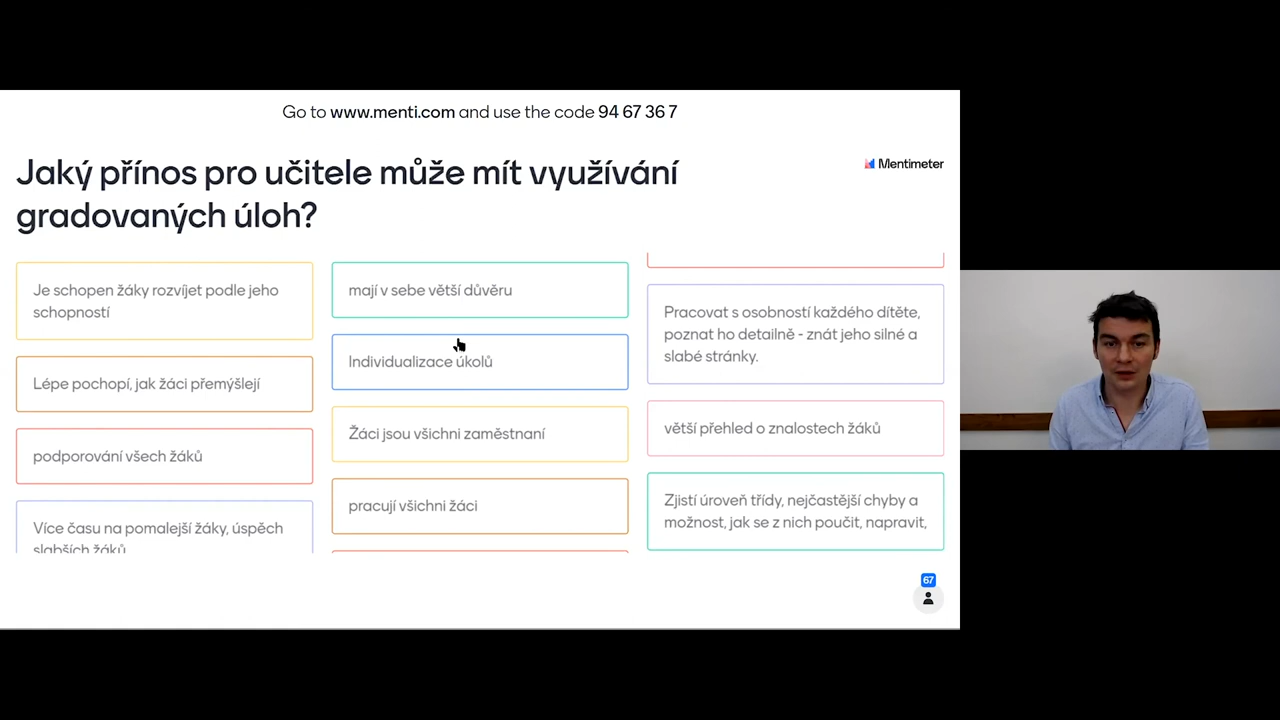 Go to www.menti.com and use the code 94 67 36 7
Mentimeter
Jaký přínos pro učitele může mít využívání
gradovaných úloh?
Je schopen žáky rozvíjet podle jeho
schopností
Lépe pochopí, jak žáci přemýšlejí
podporování všech žáků
Více času na pomalejší žáky, úspěch
slabších žáků
mají v sebe větší důvěru
Individualizace úkolů
Žáci jsou všichni zaměstnaní
pracují všichni žáci
Pracovat s osobností každého dítěte,
poznat ho detailně - znát jeho silné a
slabé stránky.
větší přehled o znalostech žáků
Zjistí úroveň třídy, nejčastější chyby a
možnost, jak se z nich poučit, napravit,
67